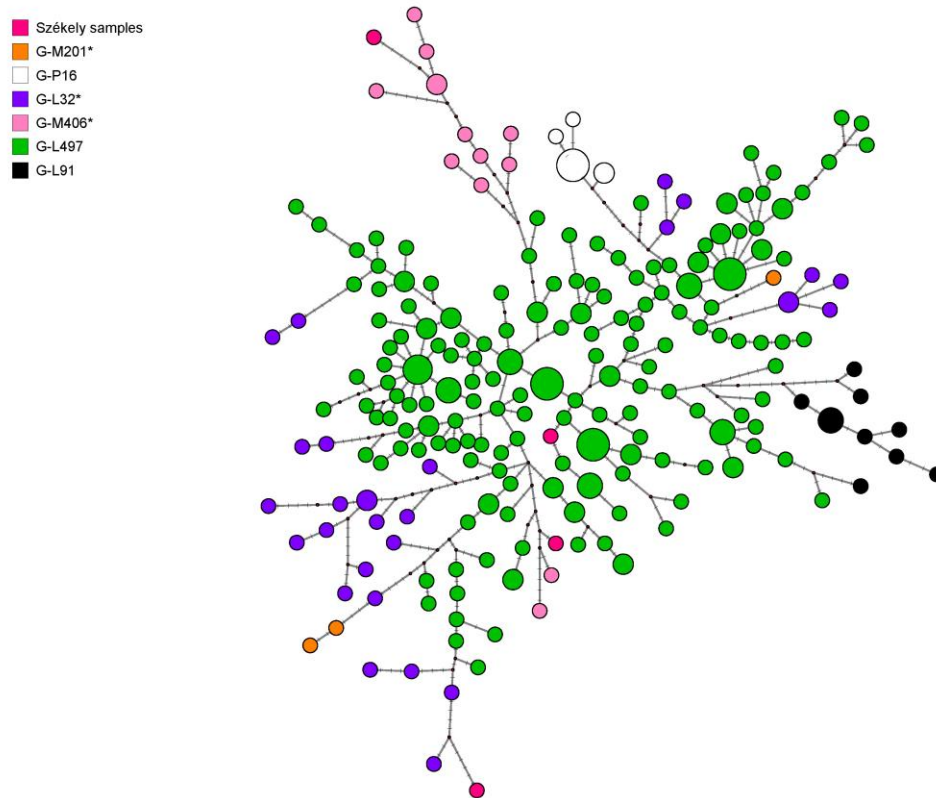 Székely samples
G-M201*
G-P16
G-L32*
G-M406*
G-L497
G-L91